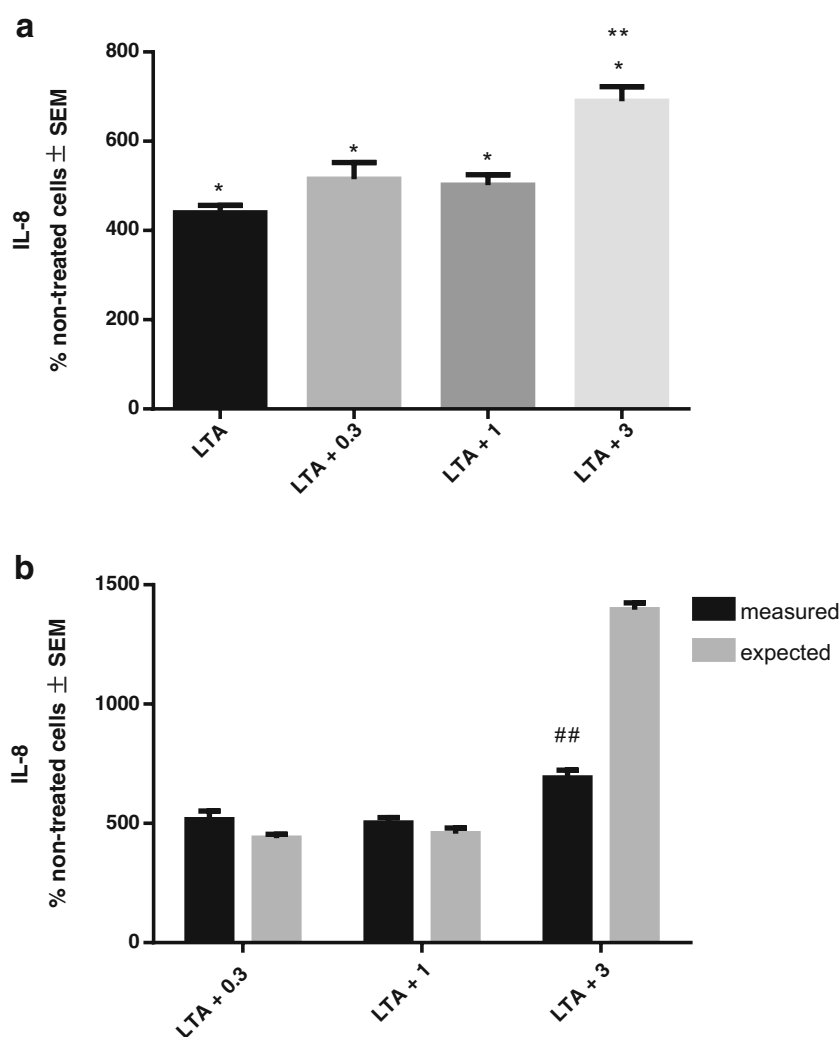 a
IL-8
% non-treated cells ± SEM
800
600
400
200
0
*
*
*
**
*
LTA
LTA + 0.3
LTA + 1
LTA + 3
b
IL-8
% non-treated cells ± SEM
1500
1000
500
0
##
measured
expected
LTA + 0.3
LTA + 1
LTA + 3